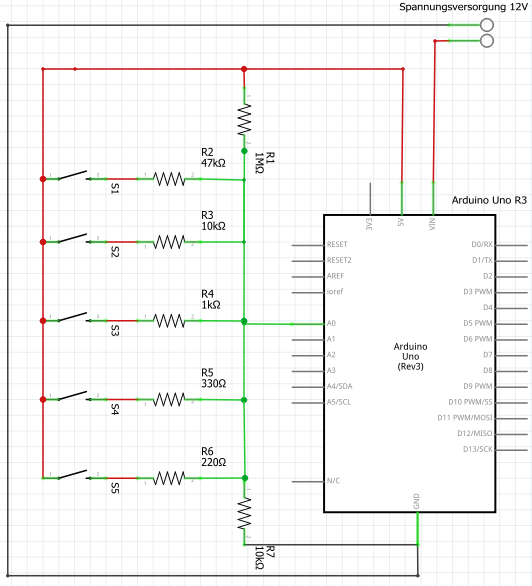 Spannungsversorgung 12V
R1
1MΩ
R2
47kΩ
S1
R3
10kΩ
S2
R4
1kΩ
S3
R5
330Ω
S4
R6
220Ω
S5
R7
10kΩ
Arduino Uno R3
3V3
5V
VIN
RESET
RESET2
AREF
ioref
A0
A1
A2
A3
A4/SDA
A5/SCL
N/C
Arduino
Uno
(Rev3)
D0/RX
D1/TX
D2
D3 PWM
D4
D5 PWM
D6 PWM
D7
D8
D9 PWM
D10 PWM/SS
D11 PWM/MOSI
D12/MISO
D13/SCK
GND